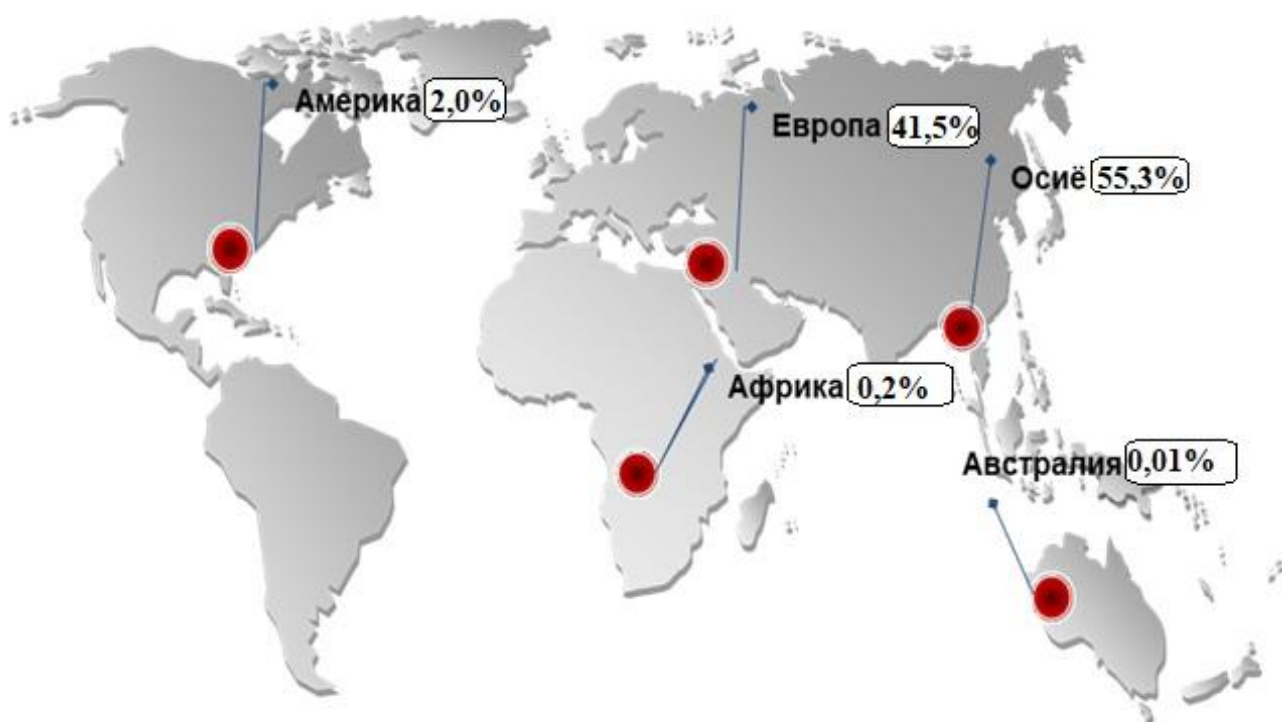 Америка 2,0%
Европа 41,5%
Осиё 55,3%
Африка 0,2%
Австралия 0,01%